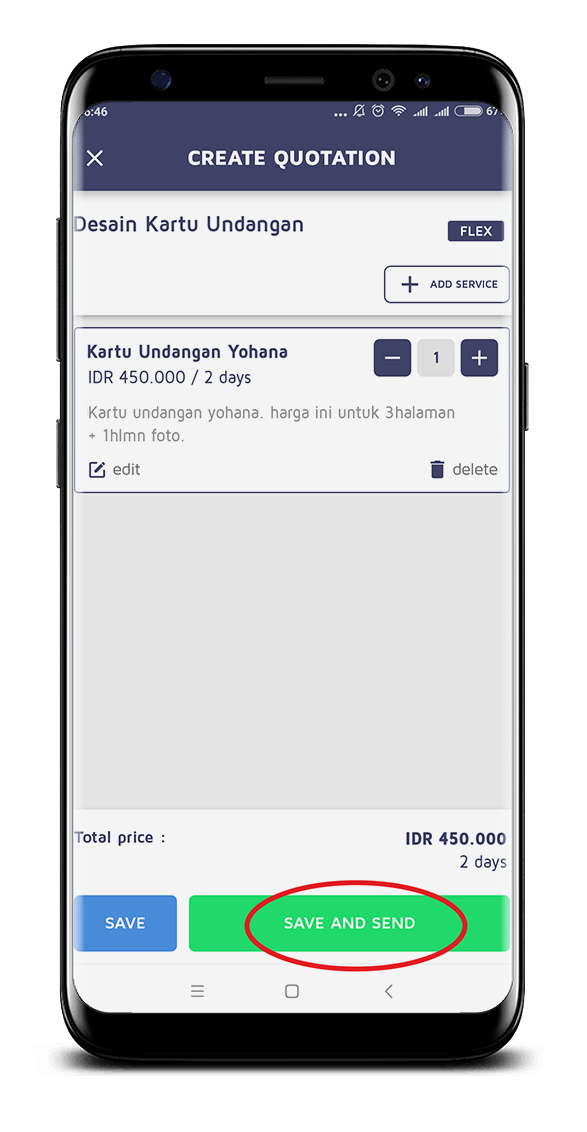 6:46
... 67
CREATE QUOTATION
Desain Kartu Undangan
FLEX
ADD SERVICE
Kartu Undangan Yohana
IDR 450.000 / 2 days
1
Kartu undangan yohana. harga ini untuk 3halaman
+ 1hlmn foto.
edit
delete
Total price :
IDR 450.000
2 days
SAVE
SAVE AND SEND